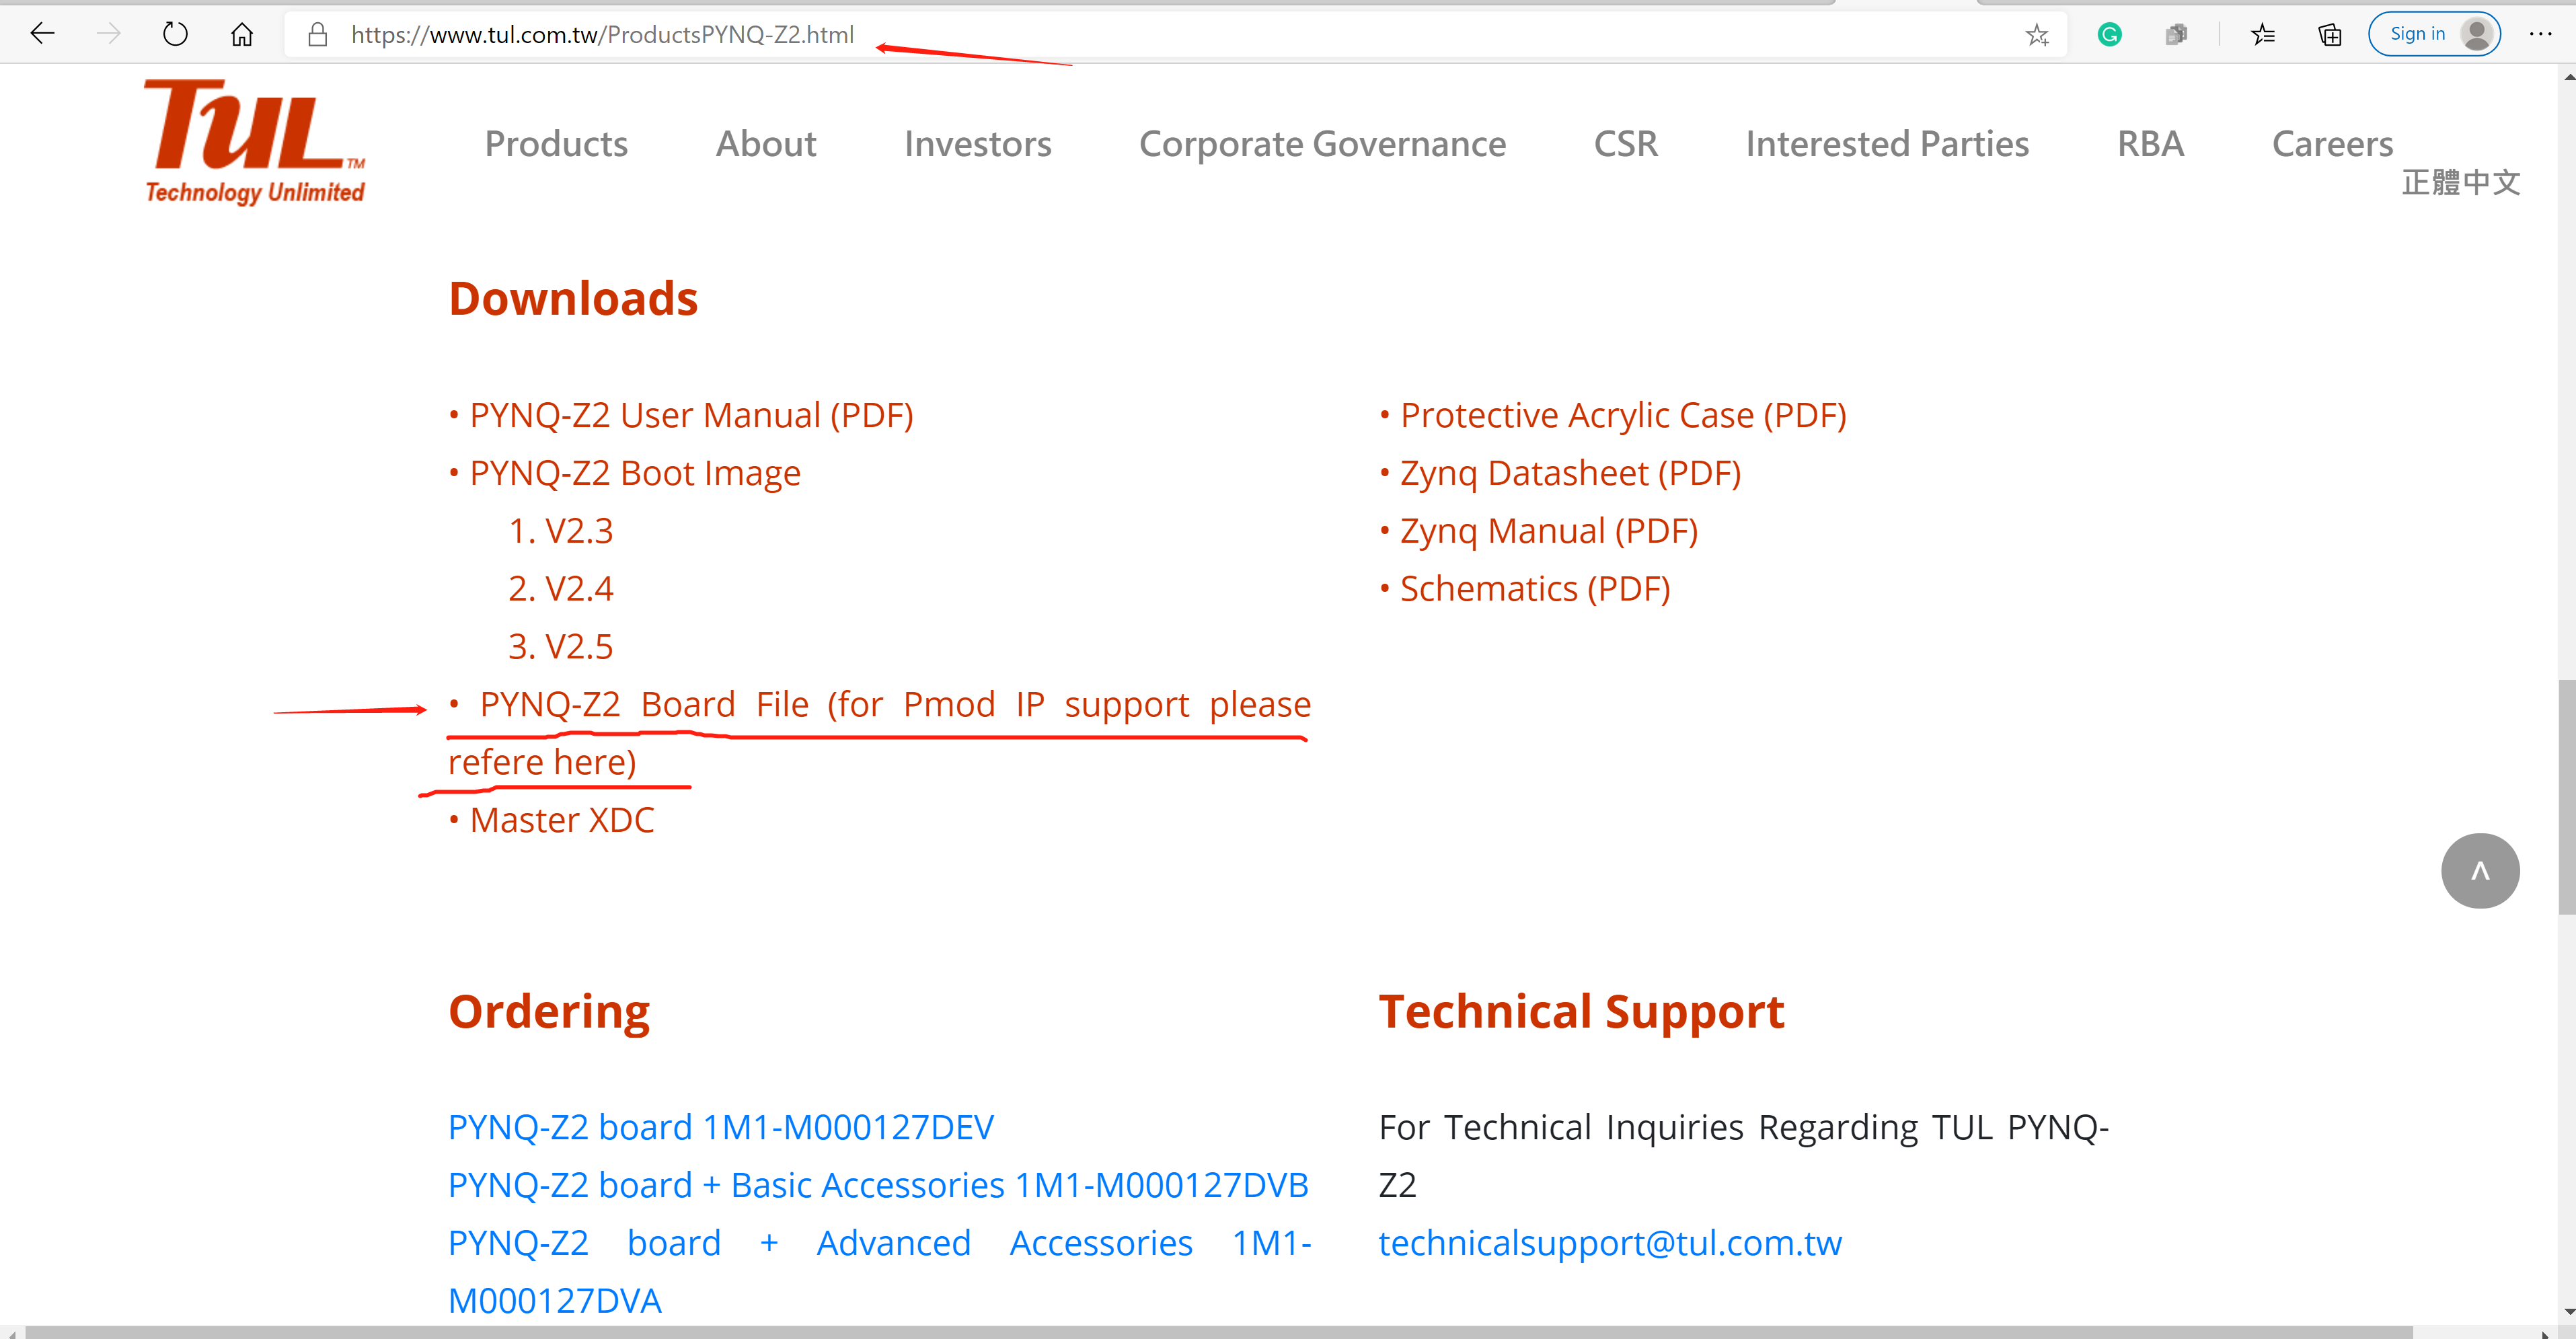 https://www.tul.com.tw/ProductsPYNQ-Z2.html
Sign in
TUL TM
Technology Unlimited
Products About Investors Corporate Governance CSR Interested Parties RBA Careers
正體中文
Downloads
• PYNQ-Z2 User Manual (PDF)
• PYNQ-Z2 Boot Image
1. V2.3
2. V2.4
3. V2.5
• PYNQ-Z2 Board File (for Pmod IP support please
refere here)
• Master XDC
• Protective Acrylic Case (PDF)
• Zynq Datasheet (PDF)
• Zynq Manual (PDF)
• Schematics (PDF)
Ordering
PYNQ-Z2 board 1M1-M000127DEV
PYNQ-Z2 board + Basic Accessories 1M1-M000127DVB
PYNQ-Z2 board + Advanced Accessories 1M1-
M000127DVA
Technical Support
For Technical Inquiries Regarding TUL PYNQ-
Z2
technicalsupport@tul.com.tw